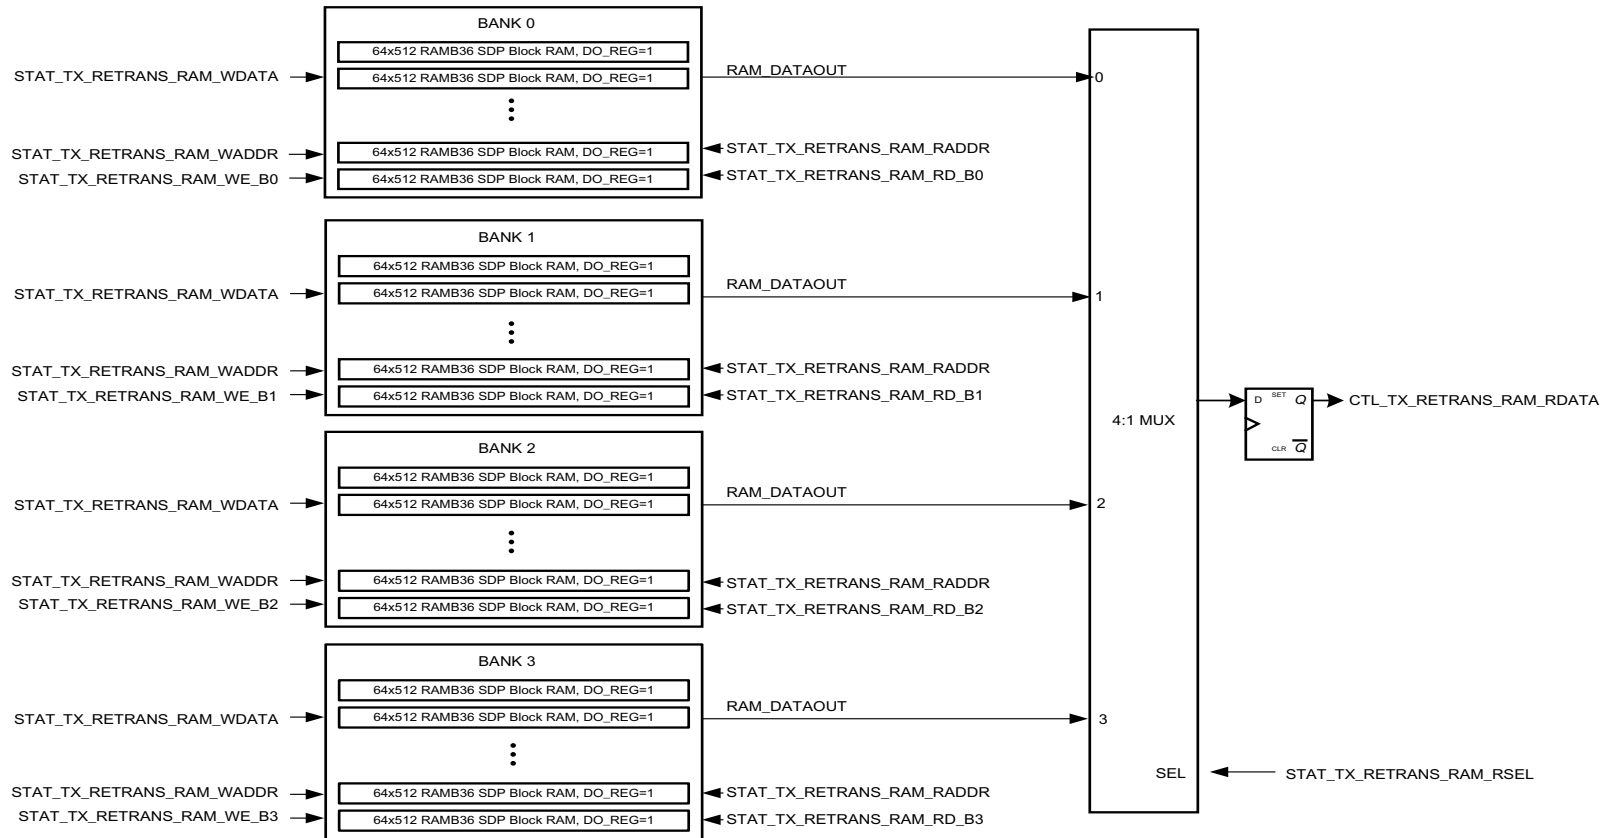 BANK 0
64x512 RAMB36 SDP Block RAM, DO_REG=1
STAT_TX_RETRANS_RAM_WDATA
64x512 RAMB36 SDP Block RAM, DO_REG=1
RAM_DATAOUT
0
STAT_TX_RETRANS_RAM_WADDR
64x512 RAMB36 SDP Block RAM, DO_REG=1
STAT_TX_RETRANS_RAM_RADDR
STAT_TX_RETRANS_RAM_WE_B0
64x512 RAMB36 SDP Block RAM, DO_REG=1
STAT_TX_RETRANS_RAM_RD_B0
BANK 1
64x512 RAMB36 SDP Block RAM, DO_REG=1
STAT_TX_RETRANS_RAM_WDATA
64x512 RAMB36 SDP Block RAM, DO_REG=1
RAM_DATAOUT
1
STAT_TX_RETRANS_RAM_WADDR
64x512 RAMB36 SDP Block RAM, DO_REG=1
STAT_TX_RETRANS_RAM_RADDR
STAT_TX_RETRANS_RAM_WE_B1
64x512 RAMB36 SDP Block RAM, DO_REG=1
STAT_TX_RETRANS_RAM_RD_B1
BANK 2
64x512 RAMB36 SDP Block RAM, DO_REG=1
STAT_TX_RETRANS_RAM_WDATA
64x512 RAMB36 SDP Block RAM, DO_REG=1
RAM_DATAOUT
2
STAT_TX_RETRANS_RAM_WADDR
64x512 RAMB36 SDP Block RAM, DO_REG=1
STAT_TX_RETRANS_RAM_RADDR
STAT_TX_RETRANS_RAM_WE_B2
64x512 RAMB36 SDP Block RAM, DO_REG=1
STAT_TX_RETRANS_RAM_RD_B2
BANK 3
64x512 RAMB36 SDP Block RAM, DO_REG=1
STAT_TX_RETRANS_RAM_WDATA
64x512 RAMB36 SDP Block RAM, DO_REG=1
RAM_DATAOUT
3
STAT_TX_RETRANS_RAM_WADDR
64x512 RAMB36 SDP Block RAM, DO_REG=1
STAT_TX_RETRANS_RAM_RADDR
STAT_TX_RETRANS_RAM_WE_B3
64x512 RAMB36 SDP Block RAM, DO_REG=1
STAT_TX_RETRANS_RAM_RD_B3
4:1 MUX
SEL
STAT_TX_RETRANS_RAM_RSEL
D SET Q
CLR Q̅
CTL_TX_RETRANS_RAM_RDATA